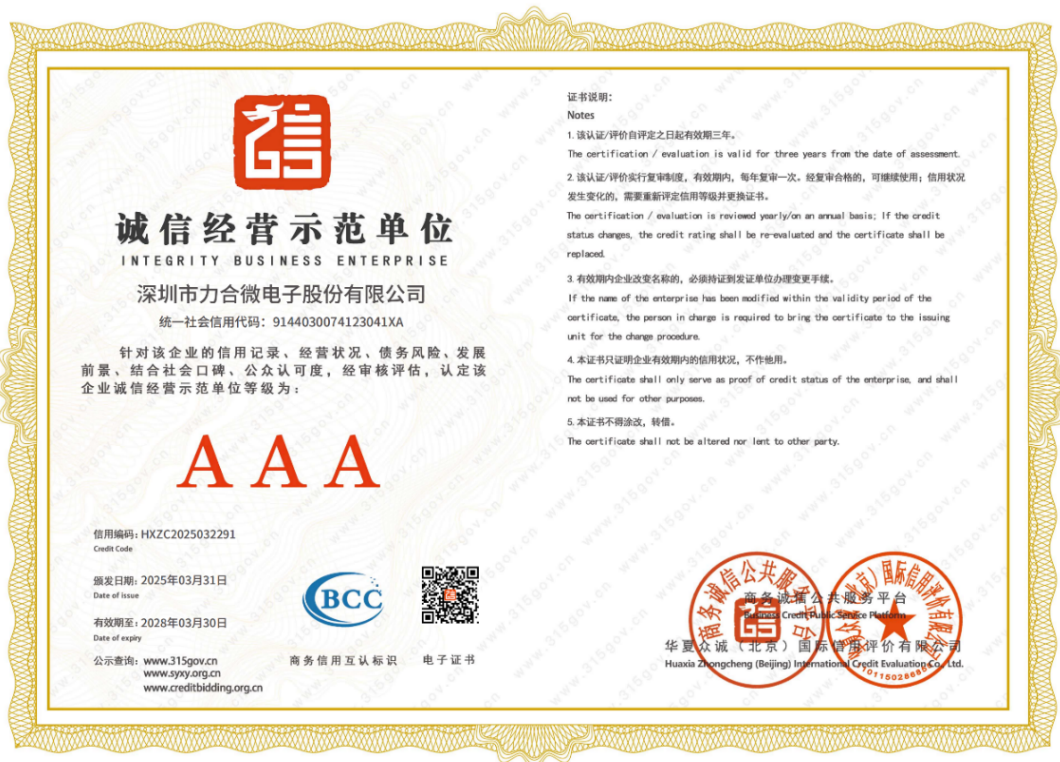 诚信经营示范单位
INTEGRITY BUSINESS ENTERPRISE
深圳市力合微电子股份有限公司
统一社会信用代码：9144030074123041XA
针对该企业的信用记录、经营状况、债务风险、发展
前景、结合社会口碑、公众认可度，经审核评估，认定该
企业诚信经营示范单位等级为：
AAA
信用编码：HXZC2025032291
Credit Code
颁发日期：2025年03月31日
Date of issue
有效期至：2028年03月30日
Date of expiry
公示查询：www.315gov.cn
www.syxy.org.cn
www.creditbidding.org.cn
BCC
商务信用互认标识
电子证书
证书说明：
Notes
1. 该认证/评价自评定之日起有效期三年。
The certification / evaluation is valid for three years from the date of assessment.
2. 该认证/评价实行复审制度，有效期内，每年复审一次。经复审合格的，可继续使用；信用状况
发生变化的，需要重新评定信用等级并更换证书。
The certification / evaluation is reviewed yearly/on an annual basis; If the credit
status changes, the credit rating shall be re-evaluated and the certificate shall be
replaced.
3. 有效期内企业改变名称的，必须持证到发证单位办理变更手续。
If the name of the enterprise has been modified within the validity period of the
certificate, the person in charge is required to bring the certificate to the issuing
unit for the change procedure.
4. 本证书只证明企业有效期内的信用状况，不作他用。
The certificate shall only serve as proof of credit status of the enterprise, and shall
not be used for other purposes.
5. 本证书不得涂改，转借。
The certificate shall not be altered nor lent to other party.
商务诚信公共服务平台
Business Credit Public Service Platform
华夏众诚（北京）国际信用评价有限公司
Huaxia Zhongcheng (Beijing) International Credit Evaluation Co., Ltd.
商务诚信公共服务平台
www.315gov.cn